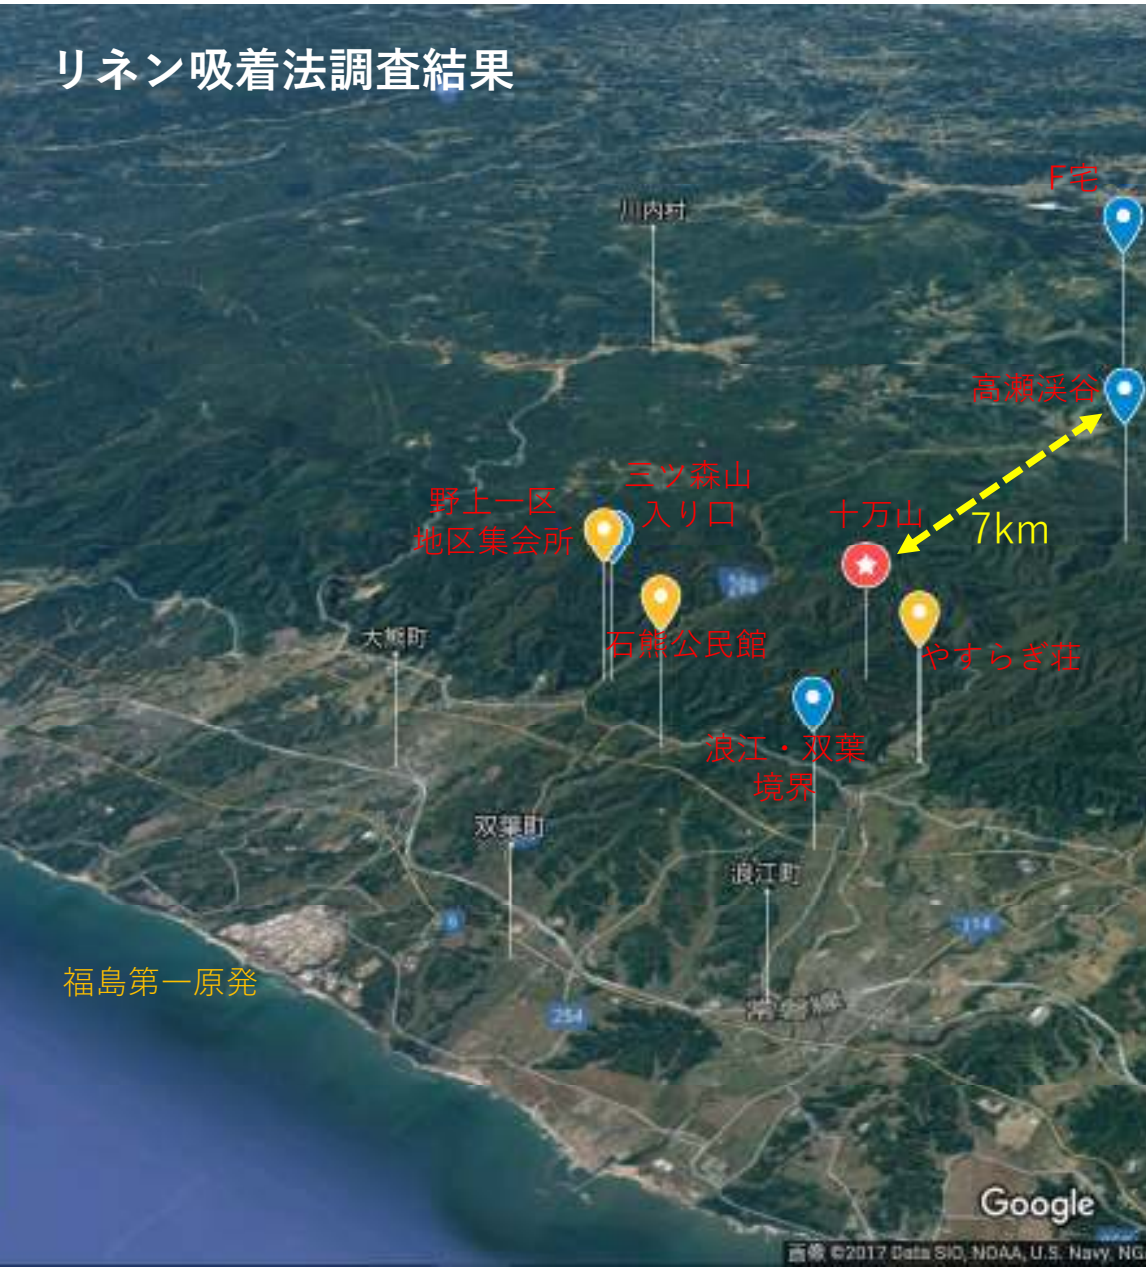 リネン吸着法調査結果
F宅
川内村
高瀬渓谷
三ツ森山
入り口
野上一区
地区集会所
十万山
7km
石熊公民館
大熊町
やすらぎ荘
浪江・双葉
境界
双葉町
浪江町
6
114
福島第一原発
254
Google
画像 ©2017 Data SIO, NOAA, U.S. Navy, NG